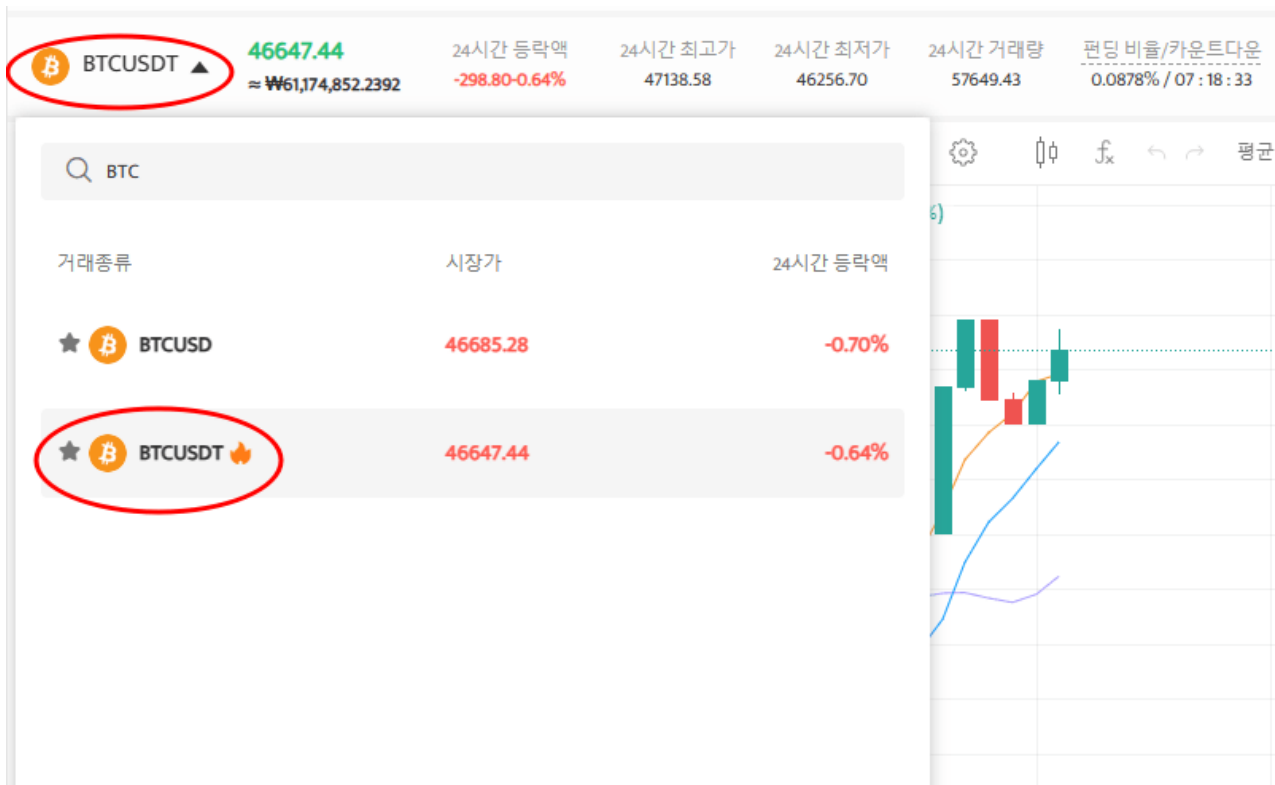 BTCUSDT ▲
46647.44
≈ ₩61,174,852.2392
24시간 등락액
-298.80-0.64%
24시간 최고가
47138.58
24시간 최저가
46256.70
24시간 거래량
57649.43
펀딩 비율/카운트다운
0.0878% / 07 : 18 : 33
BTC
평균
%)
거래종류 시장가 24시간 등락액
BTCUSD 46685.28 -0.70%
BTCUSDT 46647.44 -0.64%